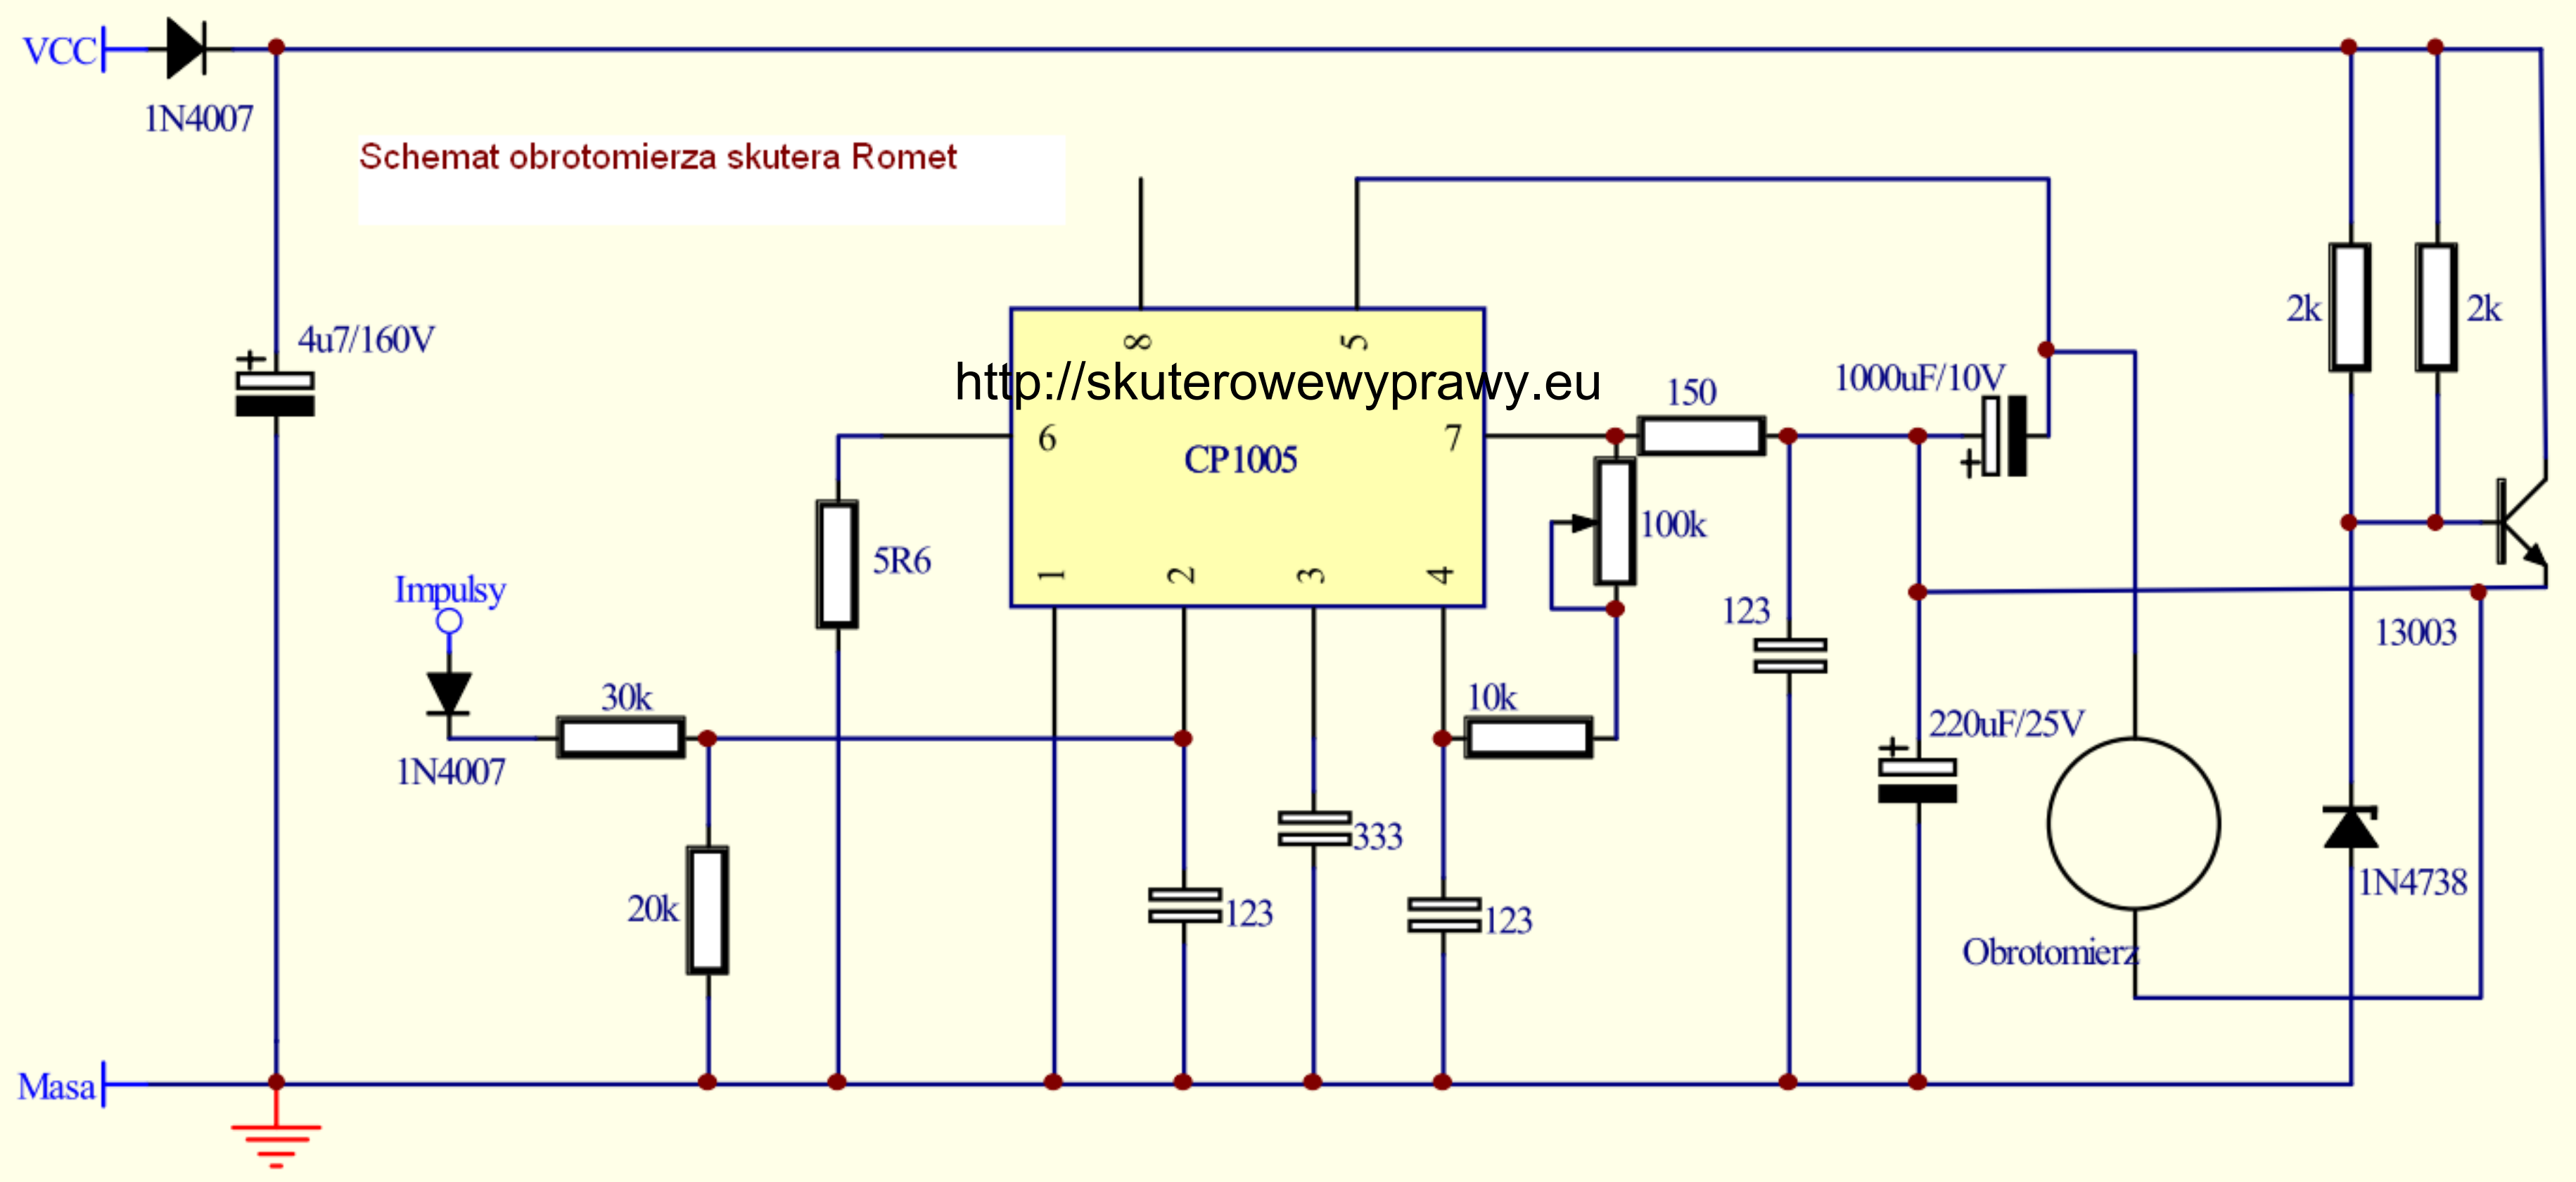 VCC
1N4007
Schemat obrotomierza skutera Romet
4u7/160V
8
5
http://skuterowewyprawy.eu
2k
2k
1000uF/10V
150
6
7
CP1005
100k
5R6
1
2
3
4
Impulsy
123
13003
30k
10k
220uF/25V
1N4007
333
20k
123
123
1N4738
Obrotomierz
Masa